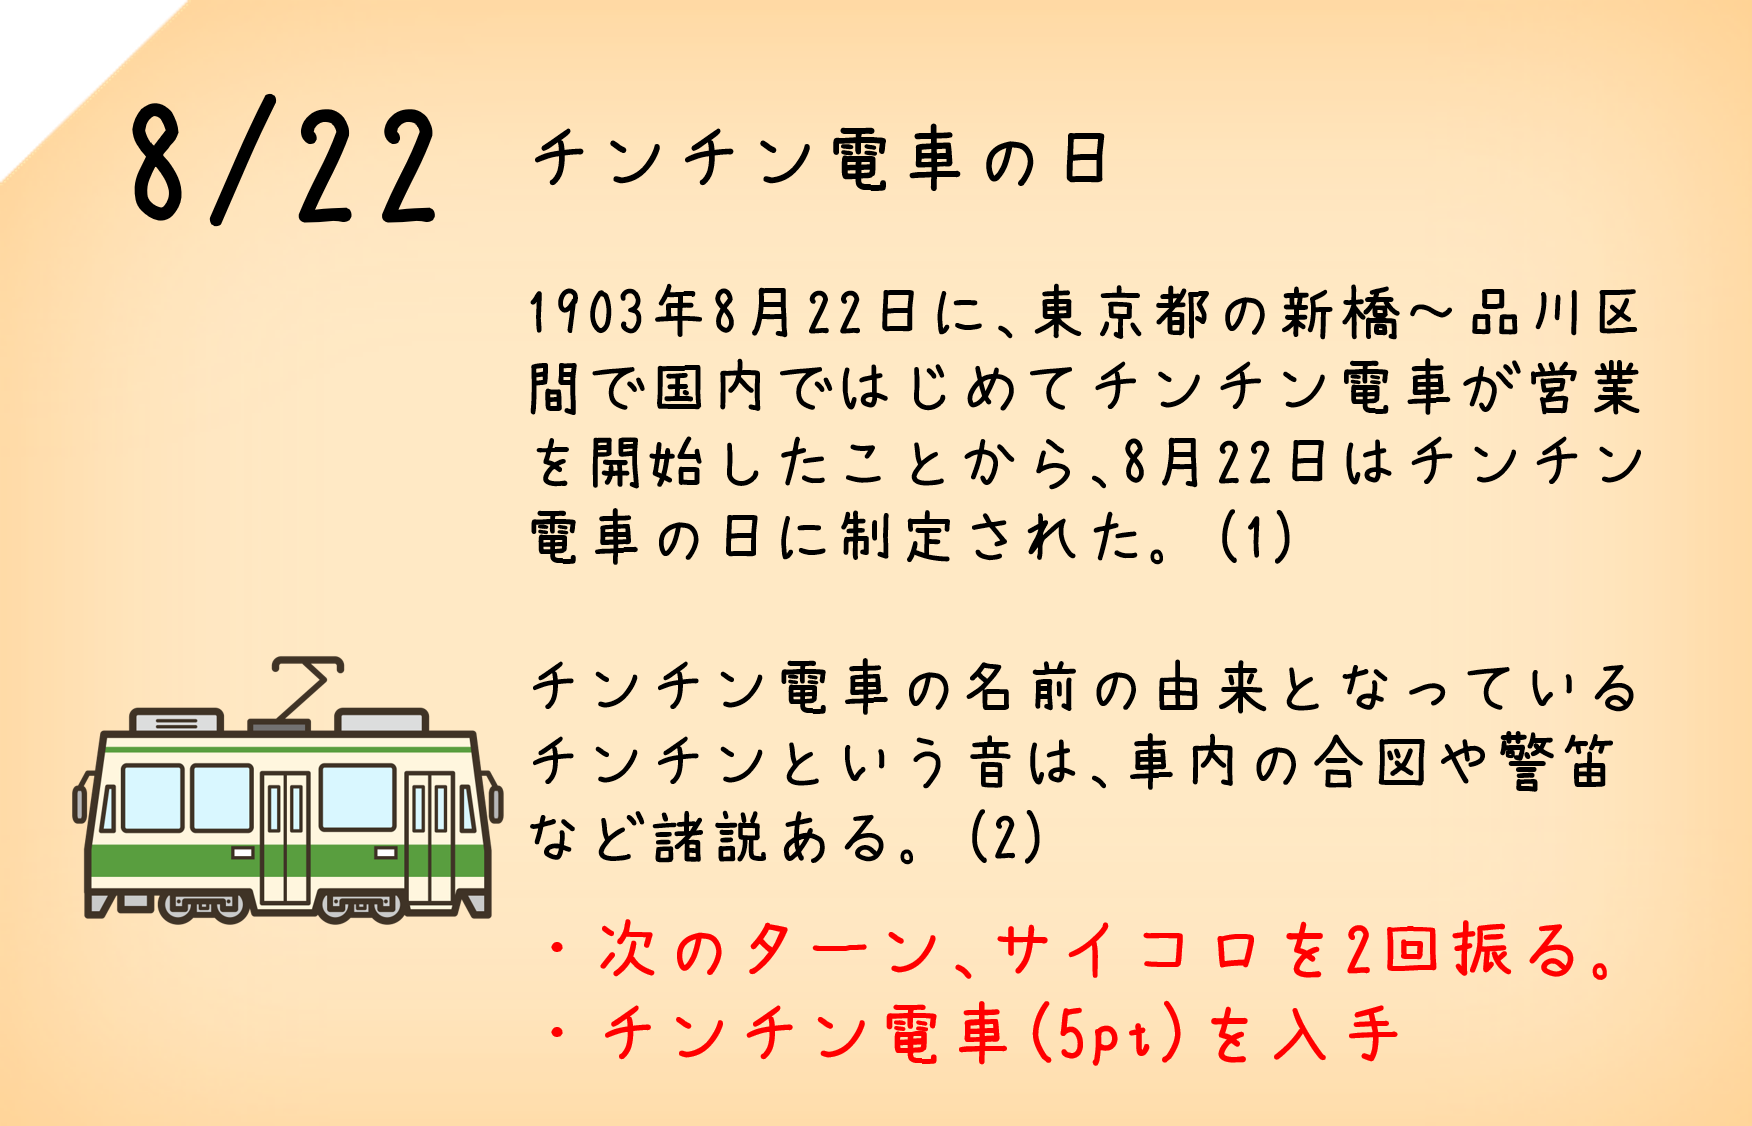 8/22
チンチン電車の日
1903年8月22日に、東京都の新橋～品川区
間で国内ではじめてチンチン電車が営業
を開始したことから、8月22日はチンチン
電車の日に制定された。(1)
チンチン電車の名前の由来となっている
チンチンという音は、車内の合図や警笛
など諸説ある。(2)
・次のターン、サイコロを2回振る。
・チンチン電車(5pt)を入手